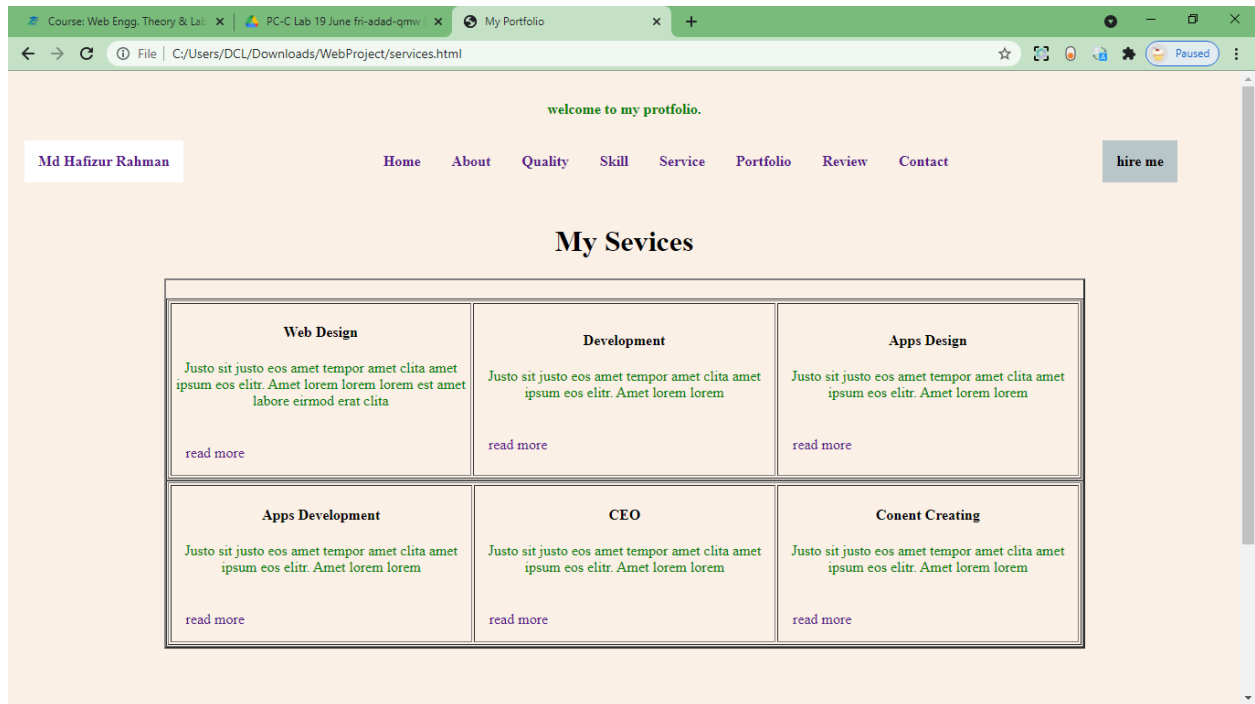 Course: Web Engg. Theory & Lab
PC-C Lab 19 June fri-adad-qmw
My Portfolio
File | C:/Users/DCL/Downloads/WebProject/services.html
Paused
welcome to my protfolio.
Md Hafizur Rahman
Home About Quality Skill Service Portfolio Review Contact
hire me
My Sevices
Web Design
Justo sit justo eos amet tempor amet clita amet
ipsum eos elitr. Amet lorem lorem lorem est amet
labore eirmod erat clita
read more
Development
Justo sit justo eos amet tempor amet clita amet
ipsum eos elitr. Amet lorem lorem
read more
Apps Design
Justo sit justo eos amet tempor amet clita amet
ipsum eos elitr. Amet lorem lorem
read more
Apps Development
Justo sit justo eos amet tempor amet clita amet
ipsum eos elitr. Amet lorem lorem
read more
CEO
Justo sit justo eos amet tempor amet clita amet
ipsum eos elitr. Amet lorem lorem
read more
Conent Creating
Justo sit justo eos amet tempor amet clita amet
ipsum eos elitr. Amet lorem lorem
read more